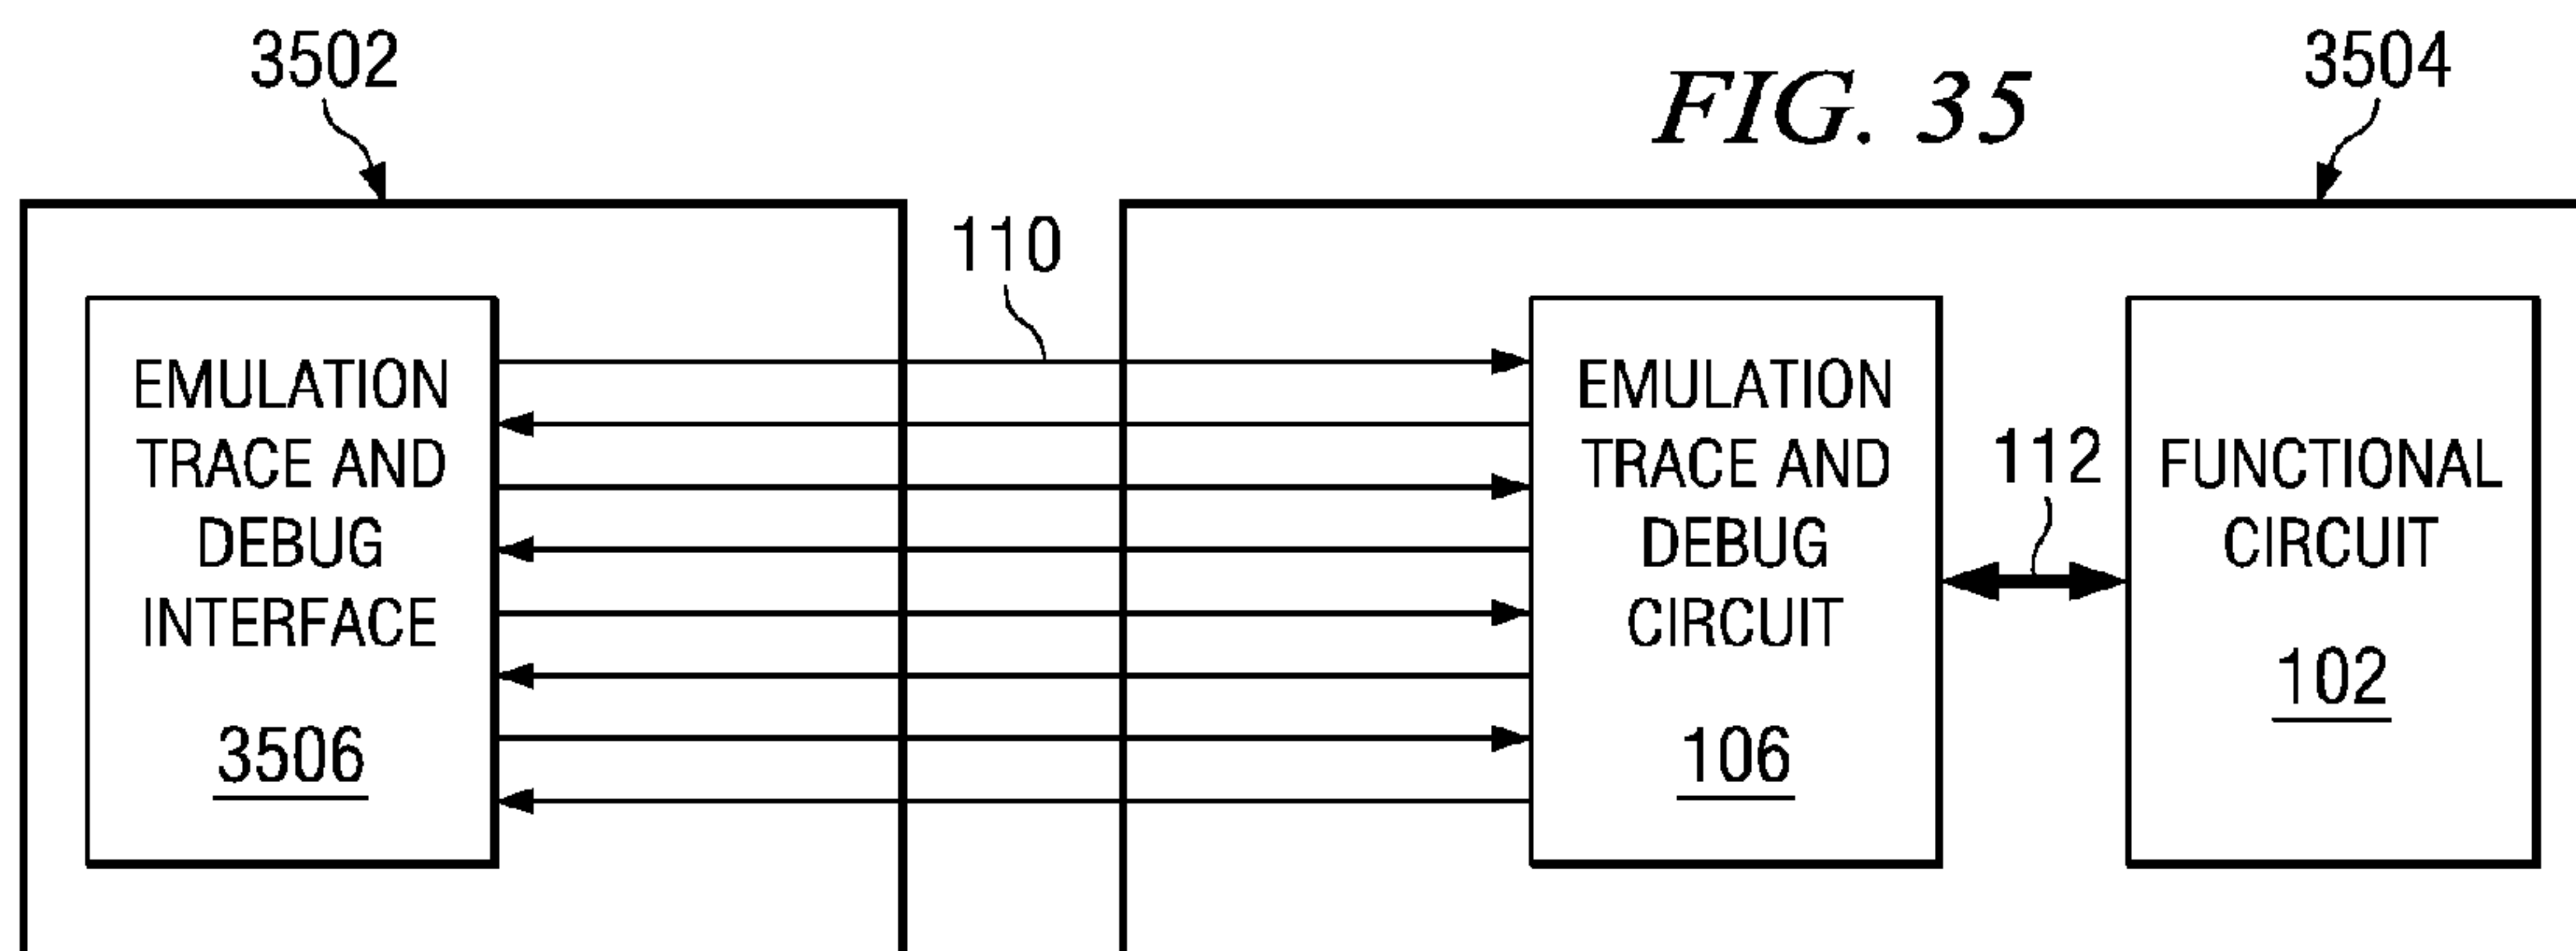 3502
FIG. 35
3504
110
EMULATION
TRACE AND
DEBUG
INTERFACE
3506
EMULATION
TRACE AND
DEBUG
CIRCUIT
106
112
FUNCTIONAL
CIRCUIT
102